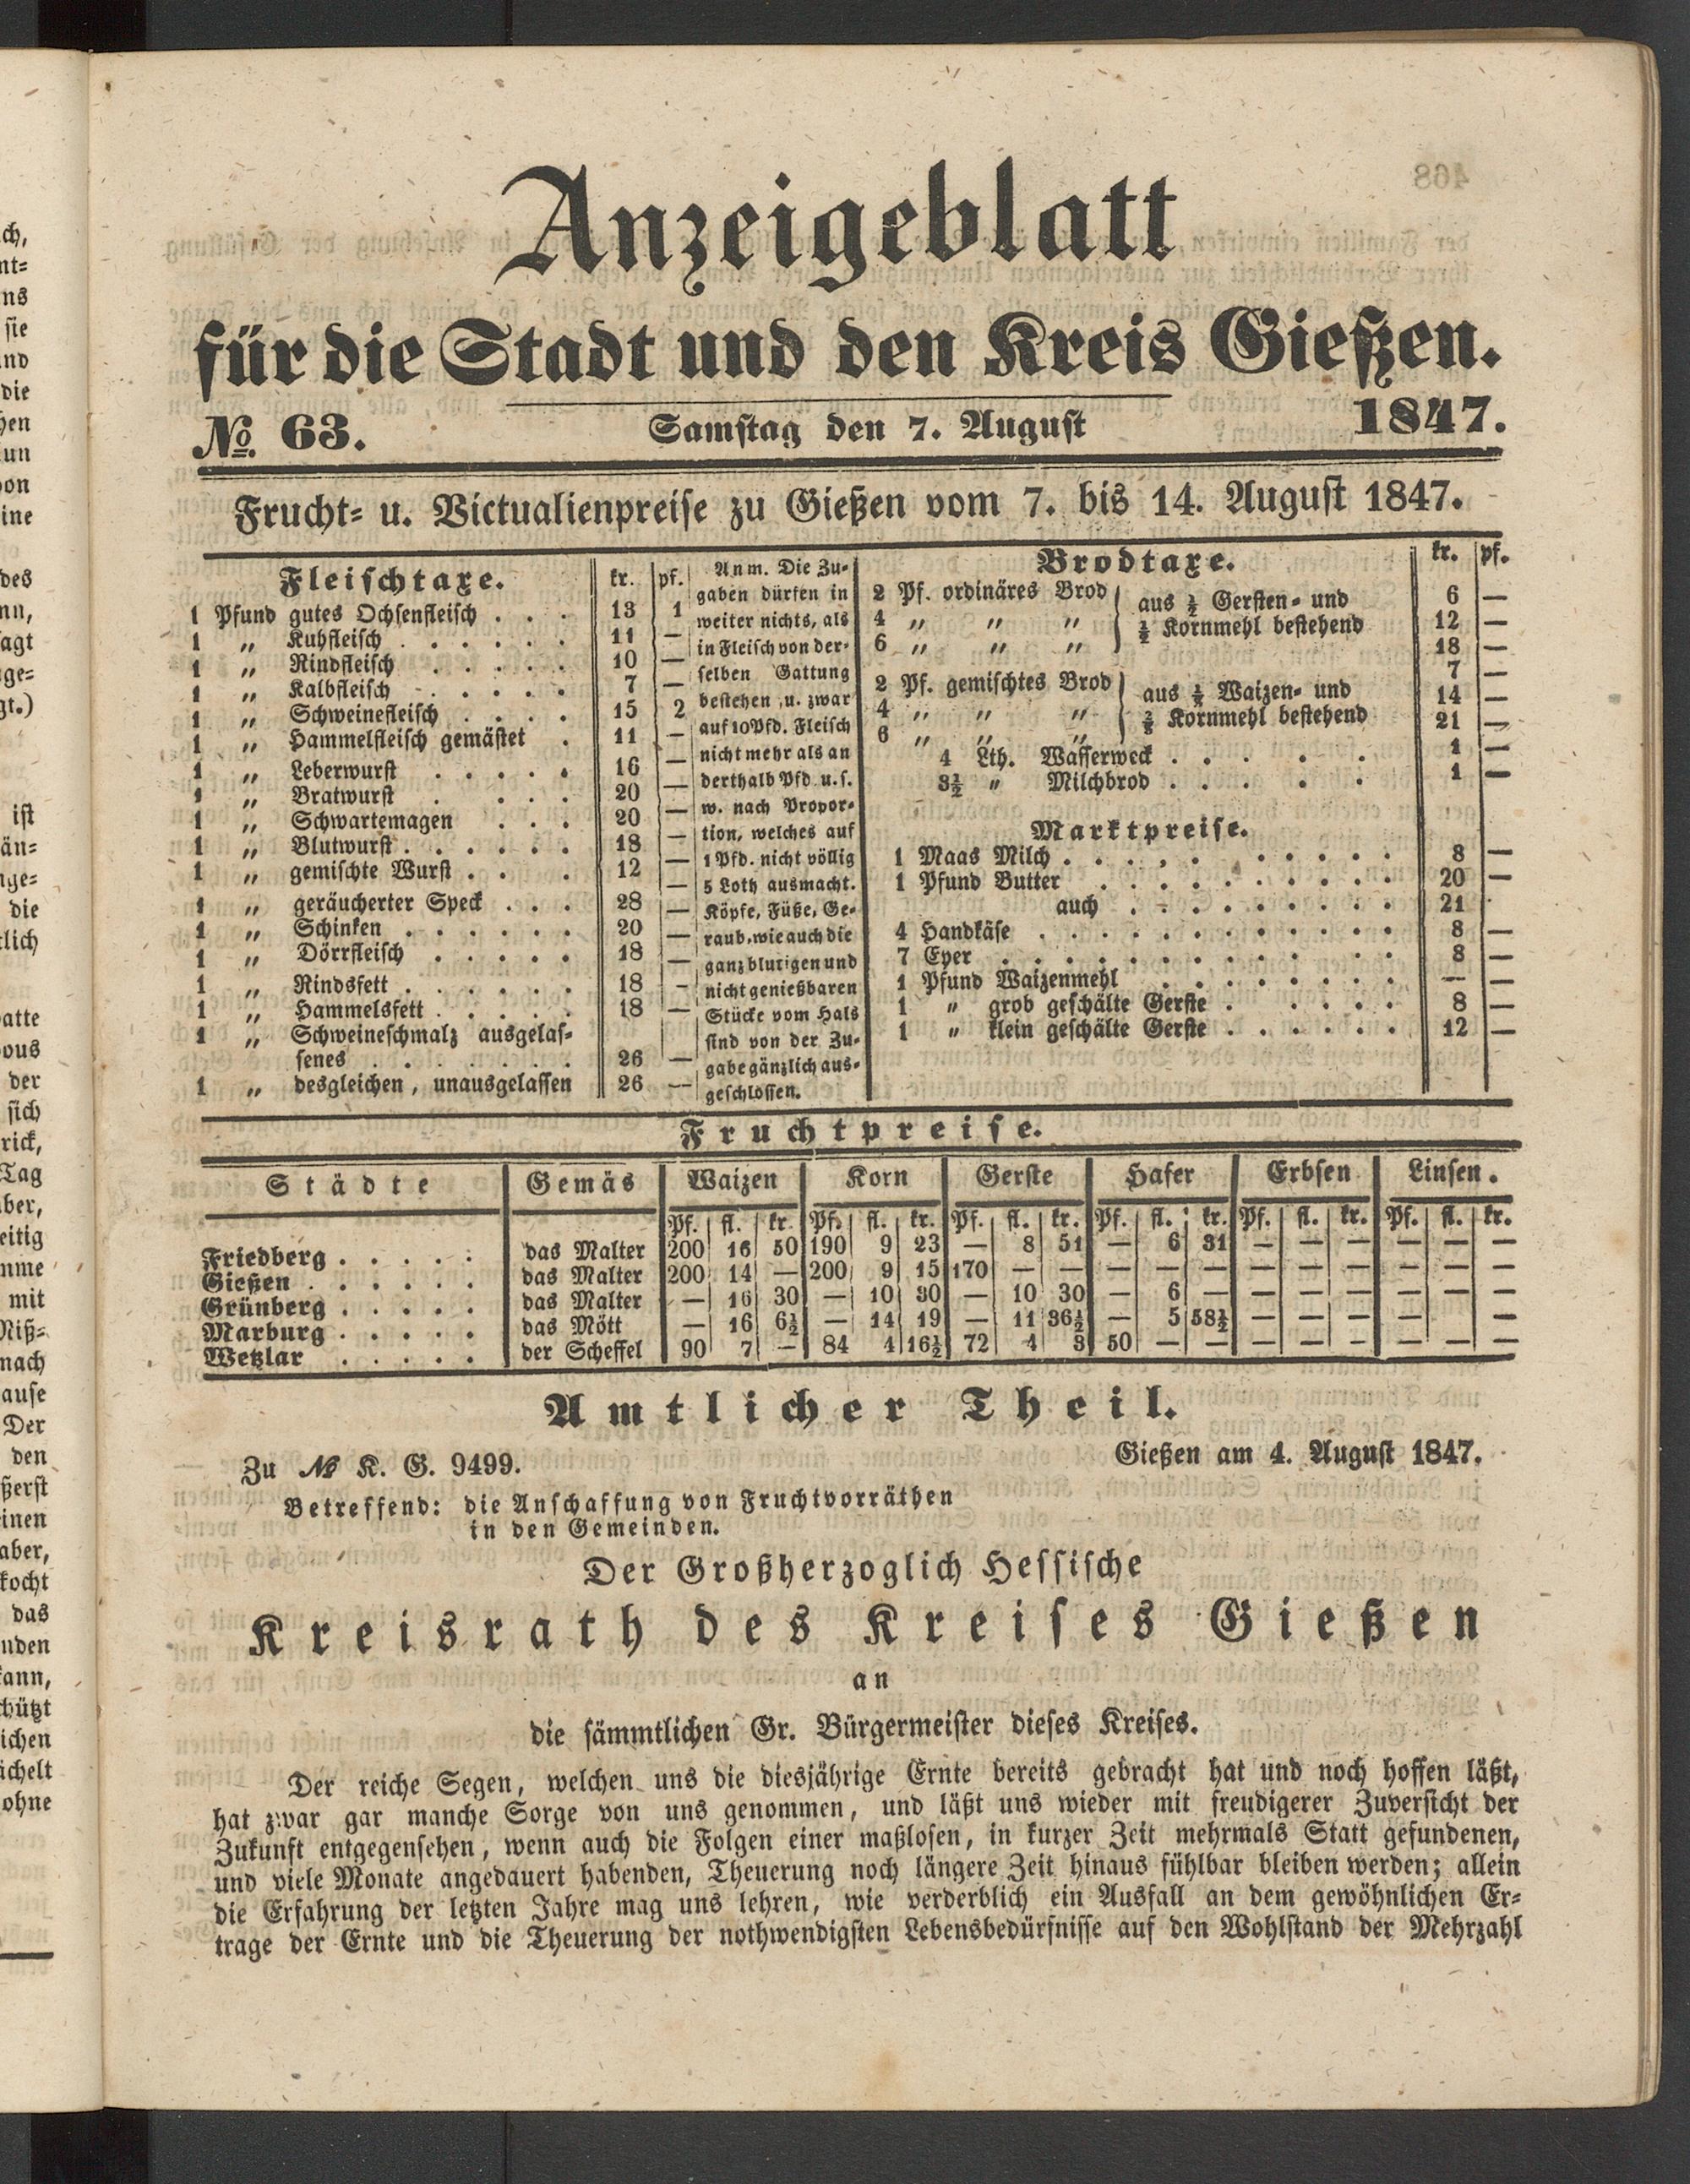 Anzeigeblatt
für die Stadt und den Kreis Gießen.
№ 63. Samstag den 7. August 1847.
Frucht- u. Victualienpreise zu Gießen vom 7. bis 14. August 1847.
Fleischtaxe. kr. pf.
1 Pfund gutes Ochsenfleisch . . . 13 1
1 „ Kuhfleisch . . . . . . 11 —
1 „ Rindfleisch . . . . . 10 —
1 „ Kalbfleisch . . . . . 7 —
1 „ Schweinefleisch . . . . 15 2
1 „ Hammelfleisch gemästet . 11 —
1 „ Leberwurst . . . . . 16 —
1 „ Bratwurst . . . . 20 —
1 „ Schwartemagen . . . 20 —
1 „ Blutwurst . . . . . . 18 —
1 „ gemischte Wurst . . . 12 —
1 „ geräucherter Speck . . . 28 —
1 „ Schinken . . . . . . 20 —
1 „ Dörrfleisch . . . . . 18 —
1 „ Rindsfett . . . . . . 18 —
1 „ Hammelsfett . . . . . 18 —
1 „ Schweineschmalz ausgelas-
senes . . . . . . . 26 —
1 „ desgleichen, unausgelassen 26 —
Anm. Die Zu-
gaben dürfen in
weiter nichts, als
in Fleisch von der-
selben Gattung
bestehen, u. zwar
auf 10 Pfd. Fleisch
nicht mehr als an
derthalb Pfd u. s.
w. nach Propor-
tion, welches auf
1 Pfd. nicht völlig
5 Loth ausmacht.
Köpfe, Füße, Ge-
raub, wie auch die
ganz blutigen und
nicht genießbaren
Stücke vom Hals
sind von der Zu-
gabe gänzlich aus-
geschlossen.
Brodtaxe. kr. pf.
2 Pf. ordinäres Brod aus ½ Gersten- und 6 —
4 „ „ „ ½ Kornmehl bestehend 12 —
6 „ „ „ 18 —
2 Pf. gemischtes Brod aus Waizen- und 7 —
4 „ „ „ Kornmehl bestehend 14 —
6 „ „ „ 21 —
4 Lth. Wasserweck . . . . . 1 —
3½ „ Milchbrod . . . . . 1 —
Marktpreise.
1 Maas Milch . . . . . . . . . . 8 —
1 Pfund Butter . . . . . . . . . 20 —
auch . . . . . . . . 21
4 Handkäse . . . . . . . . . . . 8 —
7 Eyer . . . . . . . . . . . 8 —
1 Pfund Waizenmehl . . . . . . . — —
1 „ grob geschälte Gerste . . . . . 8 —
1 „ klein geschälte Gerste . . . . . . 12 —
Fruchtpreise.
Städte Gemäs Waizen Korn Gerste Hafer Erbsen Linsen.
Pf. fl. kr. Pf. fl. kr. Pf. fl. kr. Pf. fl. kr. Pf. fl. kr. Pf. fl. kr.
Friedberg . . . . . das Malter 200 16 50 190 9 23 — 8 51 — 6 31 — — — — — —
Gießen . . . . . . das Malter 200 14 — 200 9 15 170 — — — — — — — — — — —
Grünberg . . . . . das Malter — 16 30 — 10 30 — 10 30 — 6 — — — — — — —
Marburg . . . . . das Mött — 16 6½ — 14 19 — 11 36½ — 5 58½ — — — — — —
Wetzlar . . . . . der Scheffel 90 7 — 84 4 16½ 72 4 3 50 — — — — — — — —
Amtlicher Theil.
Zu № K. G. 9499. Gießen am 4. August 1847.
Betreffend: die Anschaffung von Fruchtvorräthen
in den Gemeinden.
Der Großherzoglich Hessische
Kreisrath des Kreises Gießen
an
die sämmtlichen Gr. Bürgermeister dieses Kreises.
Der reiche Segen, welchen uns die diesjährige Ernte bereits gebracht hat und noch hoffen läßt,
hat zwar gar manche Sorge von uns genommen, und läßt uns wieder mit freudigerer Zuversicht der
Zukunft entgegensehen, wenn auch die Folgen einer maßlosen, in kurzer Zeit mehrmals Statt gefundenen,
und viele Monate angedauert habenden, Theuerung noch längere Zeit hinaus fühlbar bleiben werden; allein
die Erfahrung der letzten Jahre mag uns lehren, wie verderblich ein Ausfall an dem gewöhnlichen Er-
trage der Ernte und die Theuerung der nothwendigsten Lebensbedürfnisse auf den Wohlstand der Mehrzahl